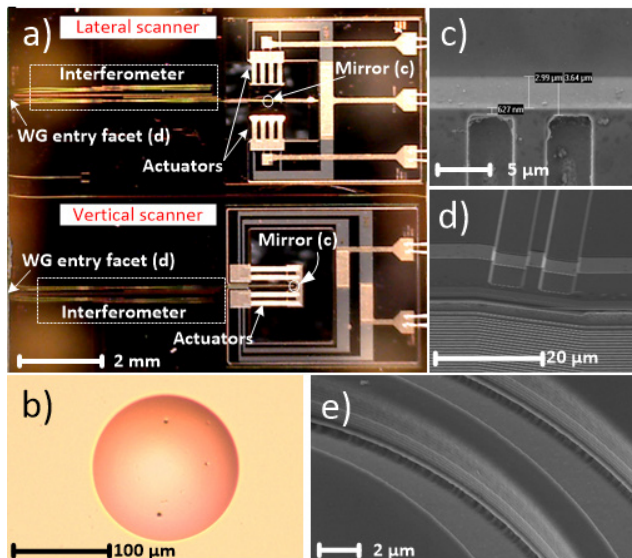 a)
Lateral scanner
Interferometer
Mirror (c)
WG entry facet (d)
Actuators
Vertical scanner
Mirror (c)
WG entry facet (d)
Interferometer
Actuators
2 mm
b)
100 µm
c)
2.99 µm
3.64 µm
627 nm
5 µm
d)
20 µm
e)
2 µm